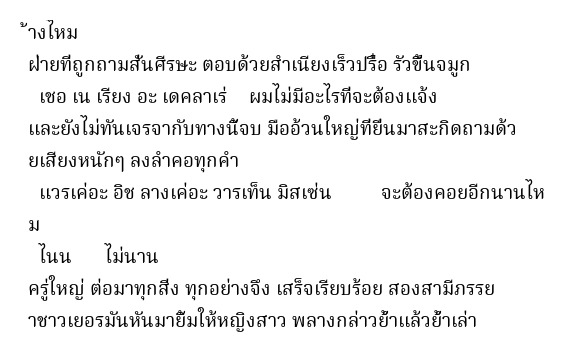 ้างไหม
ฝ่ายที่ถูกถามสั่นศีรษะ ตอบด้วยสำเนียงเร็วปรื๋อ รัวขึ้นจมูก
เชอ เน เรียง อะ เดคลาเร่ ผมไม่มีอะไรที่จะต้องแจ้ง
และยังไม่ทันเจรจากับทางนี้จบ มืออ้วนใหญ่ที่ยื่นมาสะกิดถามด้ว
ยเสียงหนักๆ ลงลำคอทุกคำ
แวรเค่อะ อิช ลางเค่อะ วารเท็น มิสเซ่น จะต้องคอยอีกนานไห
ม
ไนน ไม่นาน
ครู่ใหญ่ ต่อมาทุกสิ่ง ทุกอย่างจึง เสร็จเรียบร้อย สองสามีภรรย
าชาวเยอรมันหันมายิ้มให้หญิงสาว พลางกล่าวย้ำแล้วย้ำเล่า